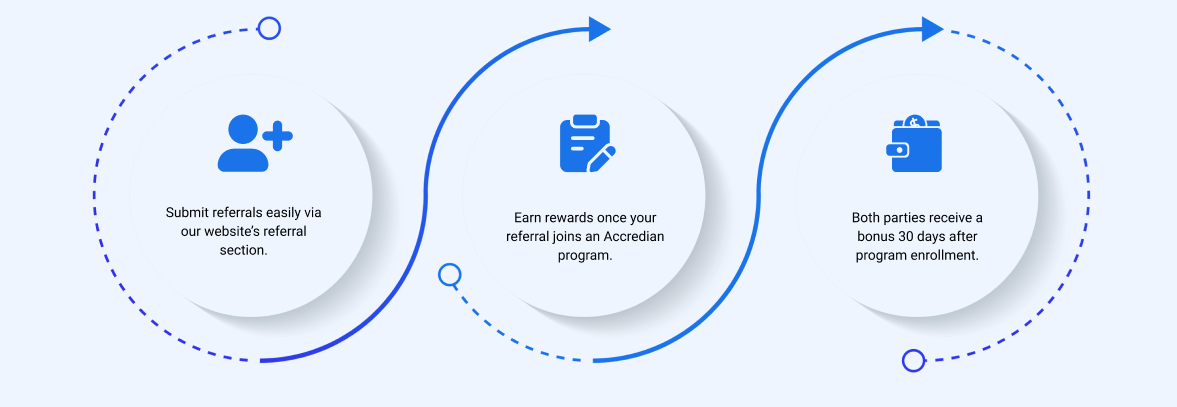 Submit referrals easily via
our website’s referral
section.
Earn rewards once your
referral joins an Accredian
program.
Both parties receive a
bonus 30 days after
program enrollment.